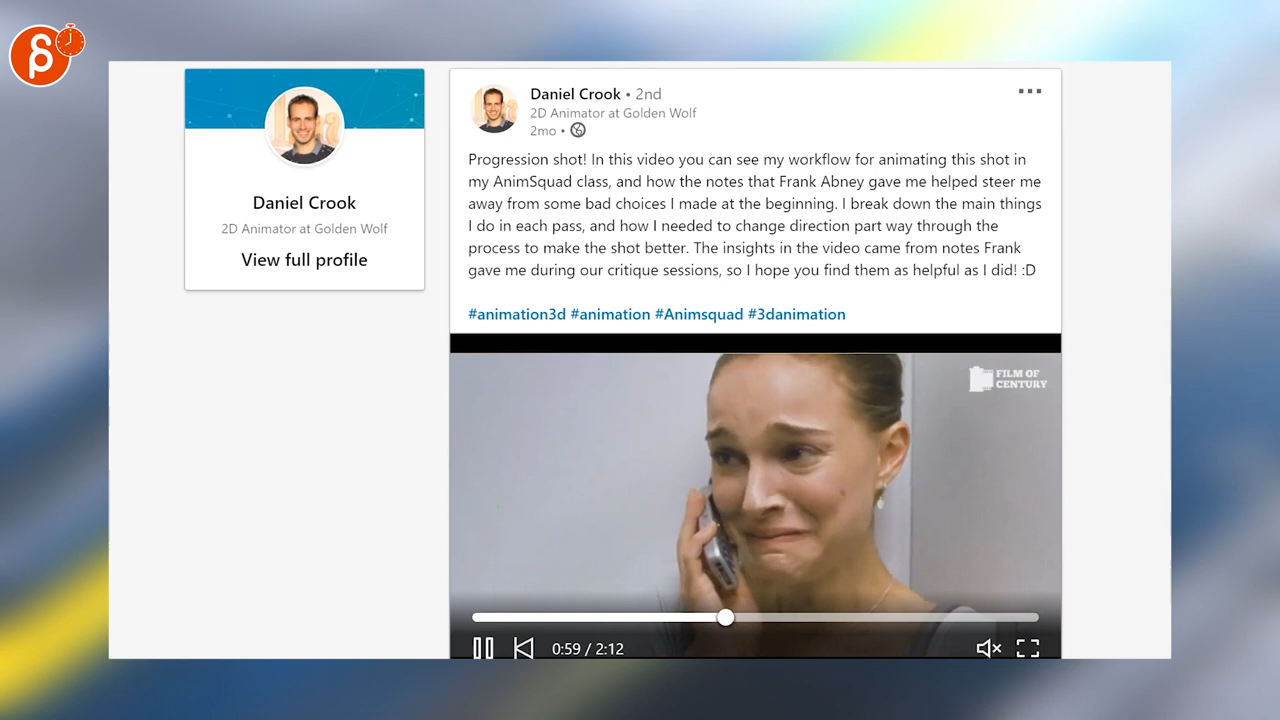 Daniel Crook
2D Animator at Golden Wolf
View full profile
Daniel Crook • 2nd
2D Animator at Golden Wolf
2mo •
Progression shot! In this video you can see my workflow for animating this shot in
my AnimSquad class, and how the notes that Frank Abney gave me helped steer me
away from some bad choices I made at the beginning. I break down the main things
I do in each pass, and how I needed to change direction part way through the
process to make the shot better. The insights in the video came from notes Frank
gave me during our critique sessions, so I hope you find them as helpful as I did! :D
#animation3d #animation #Animsquad #3danimation
FILM OF
CENTURY
0:59 / 2:12